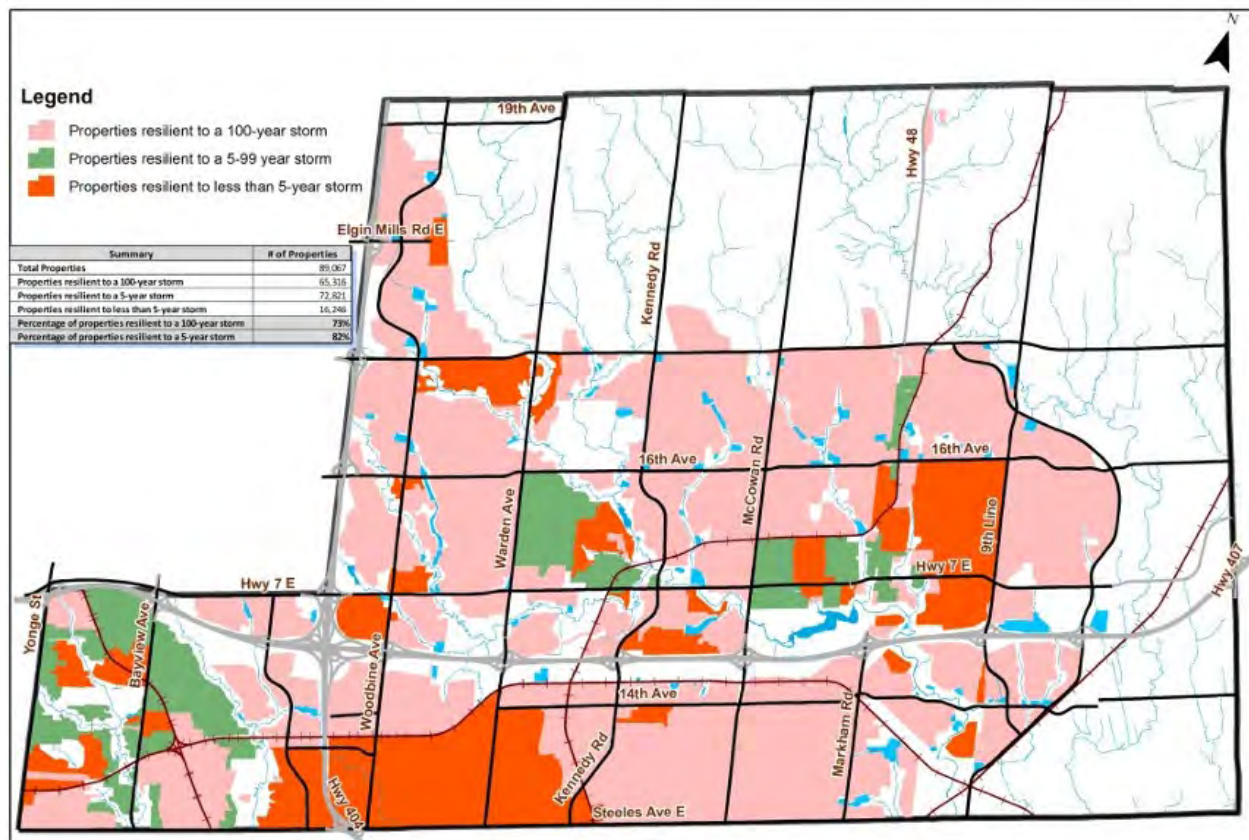 N
Legend
Properties resilient to a 100-year storm
Properties resilient to a 5-99 year storm
Properties resilient to less than 5-year storm
Summary # of Properties
Total Properties 89,067
Properties resilient to a 100-year storm 65,316
Properties resilient to a 5-year storm 72,821
Properties resilient to less than 5-year storm 16,246
Percentage of properties resilient to a 100-year storm 73%
Percentage of properties resilient to a 5-year storm 82%
19th Ave
Hwy 48
Elgin Mills Rd E
Kennedy Rd
16th Ave
16th Ave
McCowan Rd
Warden Ave
9th Line
Hwy 7 E
Hwy 7 E
Hwy 407
Yonge St
Bayview Ave
Woodbine Ave
14th Ave
Markham Rd
Kennedy Rd
Hwy 404
Steeles Ave E